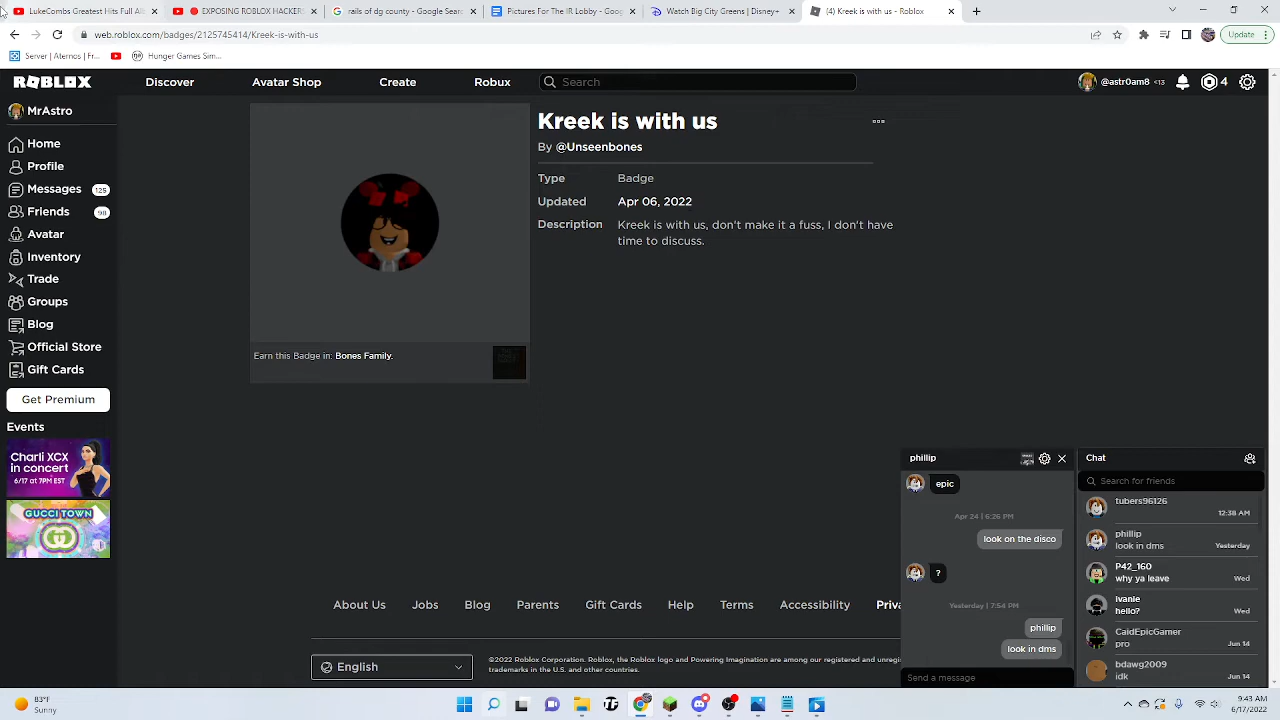 LukeCombs Greatest Hits Full Alb
EXPOSING ROBLOX HACKERS
rails of dg county - Google Searc
Pictures For The IR Lobby - Goog
Watch Big City Greens | Disney+
(4) Kreek is with us - Roblox
web.roblox.com/badges/2125745414/Kreek-is-with-us
Update
Server | Aternos | Fr...
Hunger Games Sim...
ROBLOX
Discover
Avatar Shop
Create
Robux
Search
@astr0am8 <13
4
MrAstro
Home
Profile
Messages 125
Friends 98
Avatar
Inventory
Trade
Groups
Blog
Official Store
Gift Cards
Get Premium
Events
Charli XCX
in concert
6/17 at 7PM EST
GUCCI TOWN
Kreek is with us
By @Unseenbones
Type Badge
Updated Apr 06, 2022
Description Kreek is with us, don't make it a fuss, I don't have
time to discuss.
Earn this Badge in: Bones Family.
About Us
Jobs
Blog
Parents
Gift Cards
Help
Terms
Accessibility
Priva
English
©2022 Roblox Corporation. Roblox, the Roblox logo and Powering Imagination are among our registered and unregi
trademarks in the U.S. and other countries.
phillip
epic
Apr 24 | 6:26 PM
look on the disco
?
Yesterday | 7:54 PM
phillip
look in dms
Send a message
Chat
Search for friends
tubers96126
12:38 AM
phillip
look in dms Yesterday
P42_160
why ya leave Wed
ivanie
hello? Wed
CaldEpicGamer
pro Jun 14
bdawg2009
idk Jun 14
83°F
Sunny
9:43 AM
6/17/2022